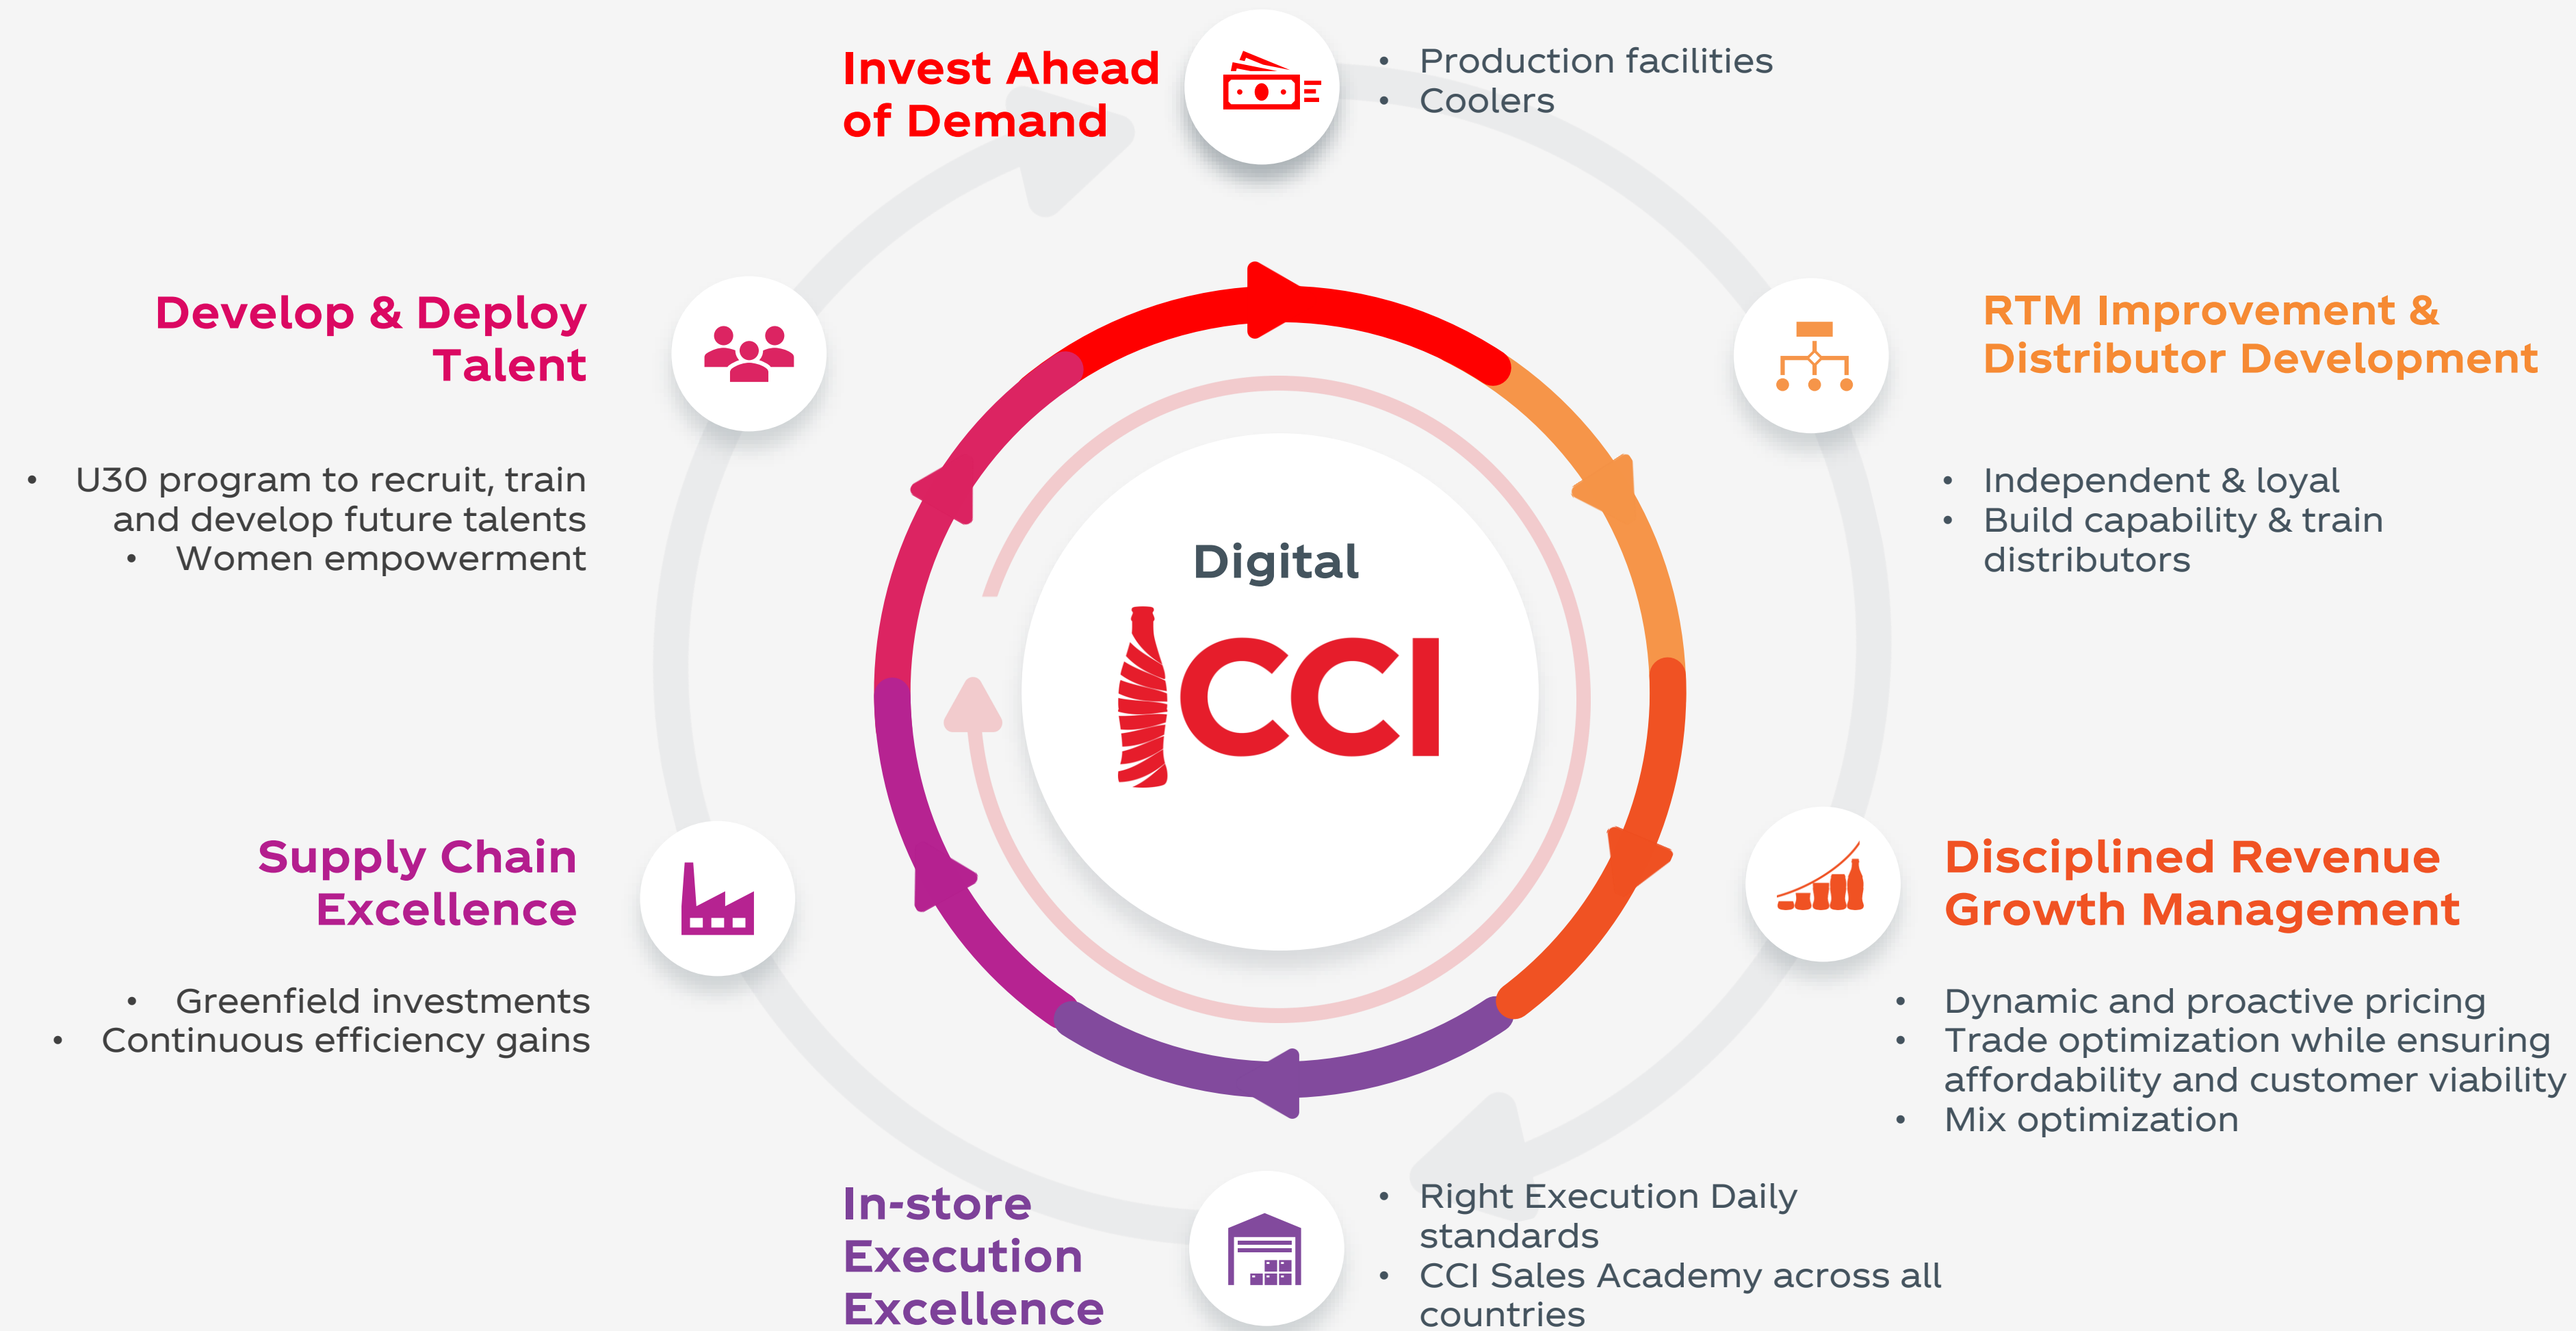 Invest Ahead
of Demand
• Production facilities
• Coolers
RTM Improvement &
Distributor Development
• Independent & loyal
• Build capability & train
distributors
Disciplined Revenue
Growth Management
• Dynamic and proactive pricing
• Trade optimization while ensuring
affordability and customer viability
• Mix optimization
In-store
Execution
Excellence
• Right Execution Daily
standards
• CCI Sales Academy across all
countries
Supply Chain
Excellence
• Greenfield investments
• Continuous efficiency gains
Develop & Deploy
Talent
• U30 program to recruit, train
and develop future talents
• Women empowerment
Digital
CCI